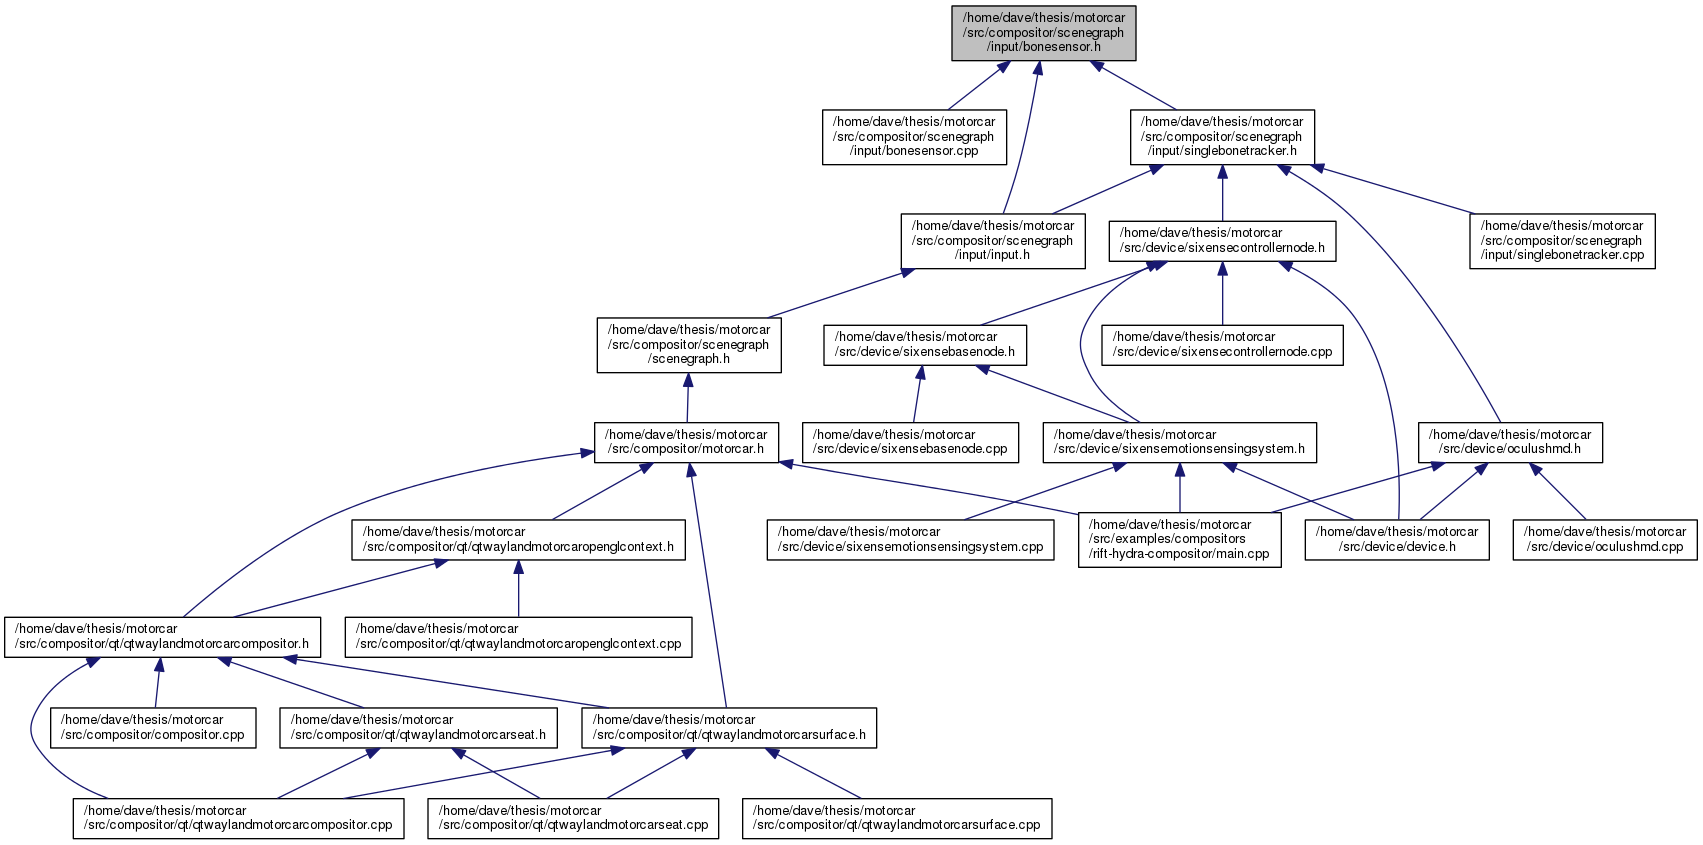 /home/dave/thesis/motorcar
/src/compositor/scenegraph
/input/bonesensor.h
/home/dave/thesis/motorcar
/src/compositor/scenegraph
/input/bonesensor.cpp
/home/dave/thesis/motorcar
/src/compositor/scenegraph
/input/singlebonetracker.h
/home/dave/thesis/motorcar
/src/compositor/scenegraph
/input/input.h
/home/dave/thesis/motorcar
/src/device/sixensecontrollernode.h
/home/dave/thesis/motorcar
/src/compositor/scenegraph
/input/singlebonetracker.cpp
/home/dave/thesis/motorcar
/src/compositor/scenegraph
/scenegraph.h
/home/dave/thesis/motorcar
/src/device/sixensebasenode.h
/home/dave/thesis/motorcar
/src/device/sixensecontrollernode.cpp
/home/dave/thesis/motorcar
/src/compositor/motorcar.h
/home/dave/thesis/motorcar
/src/device/sixensebasenode.cpp
/home/dave/thesis/motorcar
/src/device/sixensemotionsensingsystem.h
/home/dave/thesis/motorcar
/src/device/oculushmd.h
/home/dave/thesis/motorcar
/src/compositor/qt/qtwaylandmotorcaropenglcontext.h
/home/dave/thesis/motorcar
/src/device/sixensemotionsensingsystem.cpp
/home/dave/thesis/motorcar
/src/examples/compositors
/rift-hydra-compositor/main.cpp
/home/dave/thesis/motorcar
/src/device/device.h
/home/dave/thesis/motorcar
/src/device/oculushmd.cpp
/home/dave/thesis/motorcar
/src/compositor/qt/qtwaylandmotorcarcompositor.h
/home/dave/thesis/motorcar
/src/compositor/qt/qtwaylandmotorcaropenglcontext.cpp
/home/dave/thesis/motorcar
/src/compositor/compositor.cpp
/home/dave/thesis/motorcar
/src/compositor/qt/qtwaylandmotorcarseat.h
/home/dave/thesis/motorcar
/src/compositor/qt/qtwaylandmotorcarsurface.h
/home/dave/thesis/motorcar
/src/compositor/qt/qtwaylandmotorcarcompositor.cpp
/home/dave/thesis/motorcar
/src/compositor/qt/qtwaylandmotorcarseat.cpp
/home/dave/thesis/motorcar
/src/compositor/qt/qtwaylandmotorcarsurface.cpp